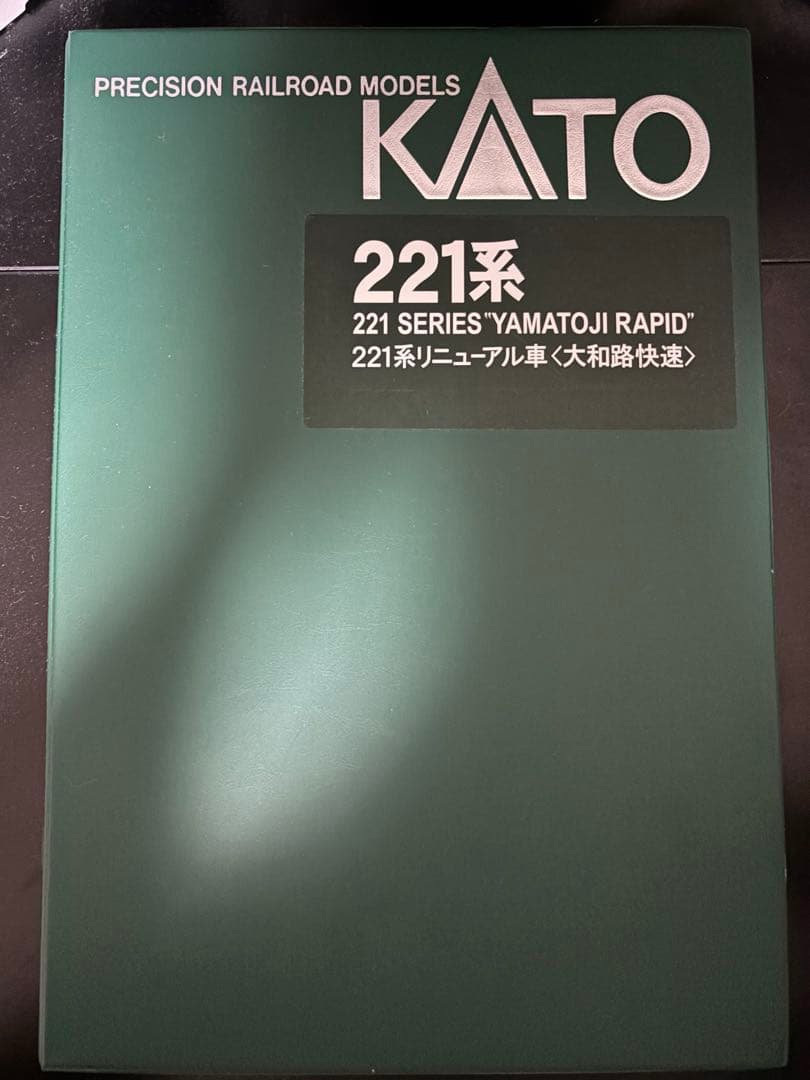 PRECISION RAILROAD MODELS
KATO
221系
221 SERIES "YAMATOJI RAPID"
221系リニューアル車〈大和路快速〉